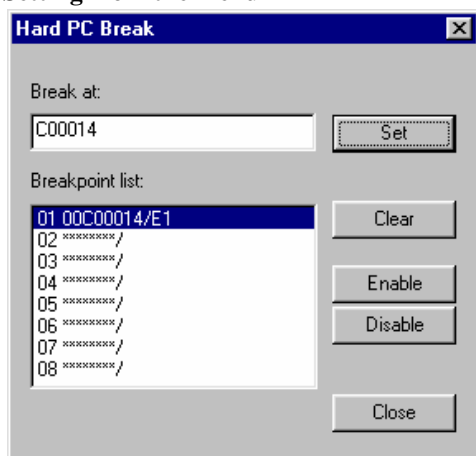 Hard PC Break
Break at:
C00014
Set
Breakpoint list:
01 00C00014/E1
02 ********/
03 ********/
04 ********/
05 ********/
06 ********/
07 ********/
08 ********/
Clear
Enable
Disable
Close